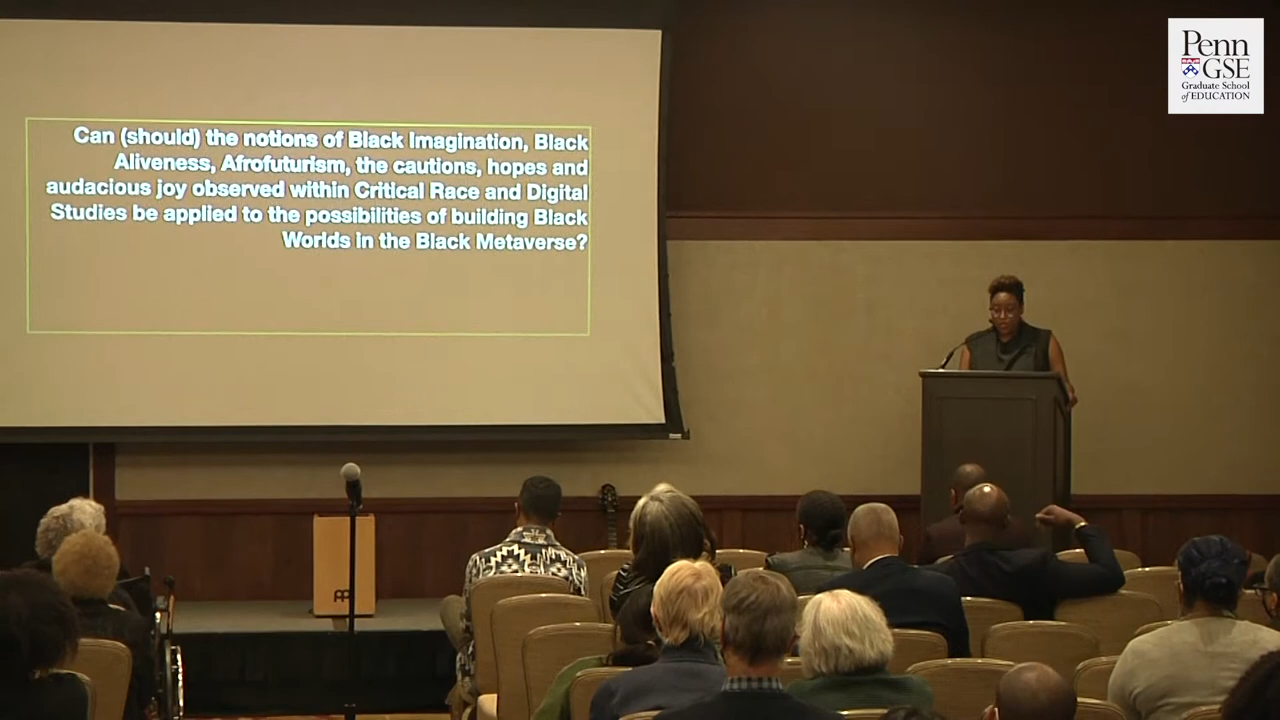 Can (should) the notions of Black Imagination, Black
Aliveness, Afrofuturism, the cautions, hopes and
audacious joy observed within Critical Race and Digital
Studies be applied to the possibilities of building Black
Worlds in the Black Metaverse?
Penn
GSE
Graduate School
of EDUCATION